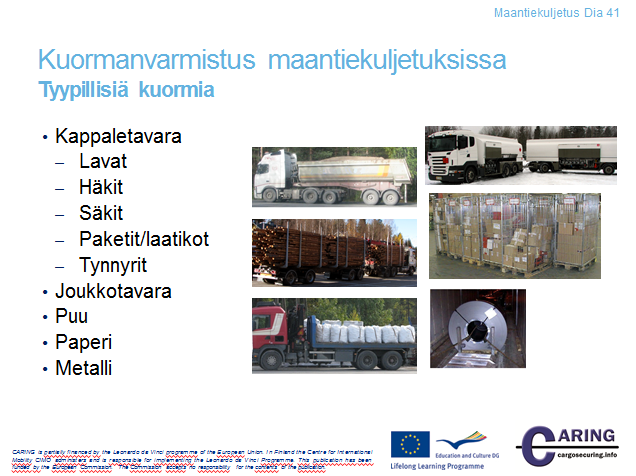 Maantiekuljetus Dia 41
Kuormanvarmistus maantiekuljetuksissa
Tyypillisiä kuormia
• Kappaletavara
– Lavat
– Häkit
– Säkit
– Paketit/laatikot
– Tynnyrit
• Joukkotavara
• Puu
• Paperi
• Metalli
CARING is partially financed by the Leonardo da Vinci programme of the European Union. In Finland the Centre for International
Mobility CIMO administers and is responsible for implementing the Leonardo da Vinci Programme. This publication has been
funded by the European Commission. The Commission accepts no responsibility for the contents of the publication.
Education and Culture DG
Lifelong Learning Programme
CARING
cargosecuring.info